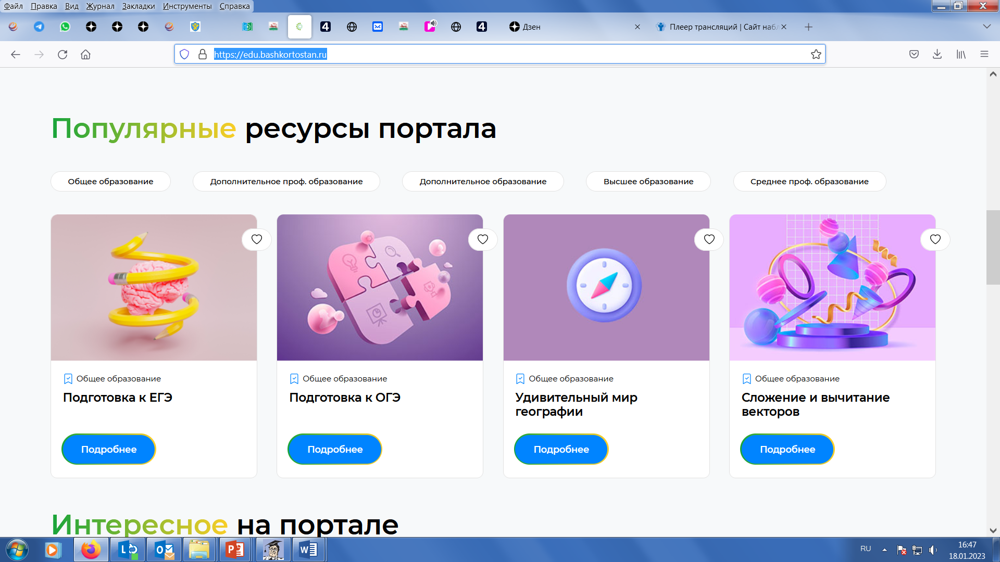 Файл Правка Вид Журнал Закладки Инструменты Справка
Дзен
Плеер трансляций | Сайт наб
https://edu.bashkortostan.ru
Популярные ресурсы портала
Общее образование
Дополнительное проф. образование
Дополнительное образование
Высшее образование
Среднее проф. образование
Общее образование
Подготовка к ЕГЭ
Подробнее
Общее образование
Подготовка к ОГЭ
Подробнее
Общее образование
Удивительный мир
географии
Подробнее
Общее образование
Сложение и вычитание
векторов
Подробнее
Интересное на портале
RU
16:47
18.01.2023